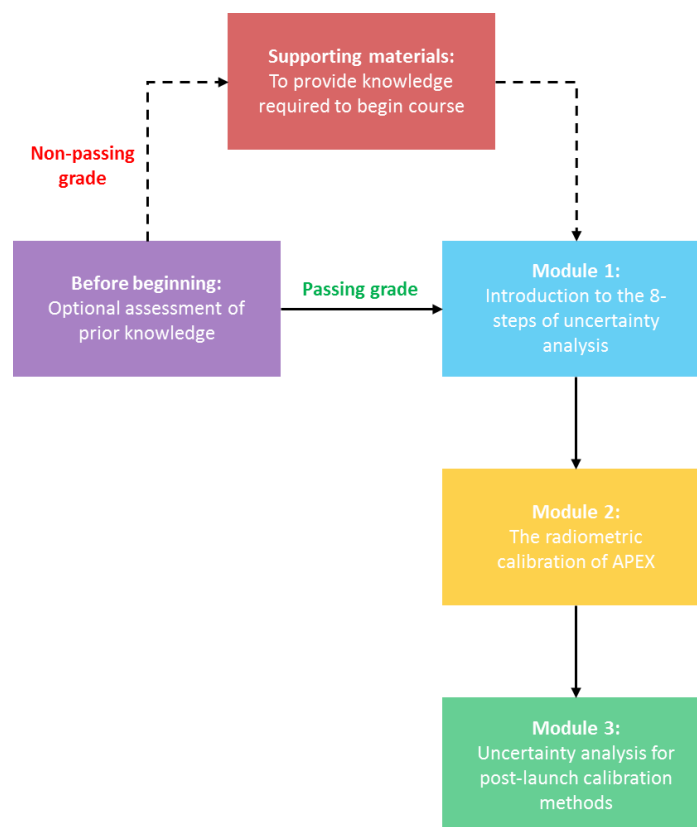 Supporting materials:
To provide knowledge
required to begin course
Non-passing
grade
Before beginning:
Optional assessment of
prior knowledge
Passing grade
Module 1:
Introduction to the 8-
steps of uncertainty
analysis
Module 2:
The radiometric
calibration of APEX
Module 3:
Uncertainty analysis for
post-launch calibration
methods